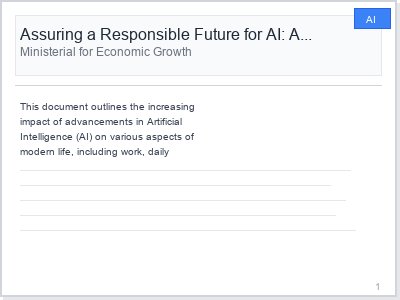 AI
Assuring a Responsible Future for AI: A...
Ministerial for Economic Growth
This document outlines the increasing
impact of advancements in Artificial
Intelligence (AI) on various aspects of
modern life, including work, daily
1